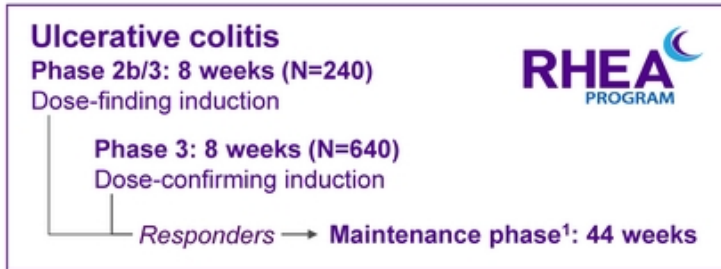 Ulcerative colitis
Phase 2b/3: 8 weeks (N=240)
Dose-finding induction
RHEA
PROGRAM
Phase 3: 8 weeks (N=640)
Dose-confirming induction
Responders Maintenance phase¹: 44 weeks